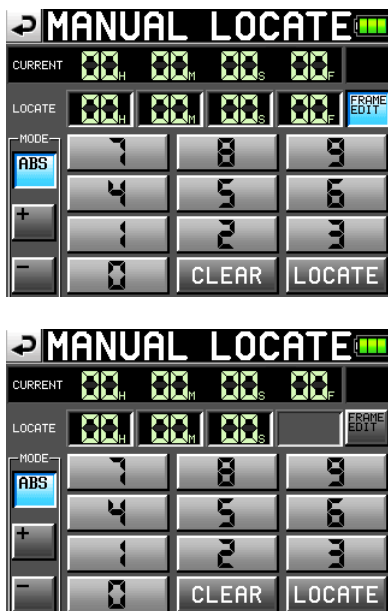 MANUAL LOCATE
CURRENT 00H 00M 00S 00F
LOCATE 00H 00M 00S 00F FRAME EDIT
MODE
ABS 7 8 9
4 5 6
+ 1 2 3
- 0 CLEAR LOCATE
MANUAL LOCATE
CURRENT 00H 00M 00S 00F
LOCATE 00H 00M 00S FRAME EDIT
MODE
ABS 7 8 9
4 5 6
+ 1 2 3
- 0 CLEAR LOCATE